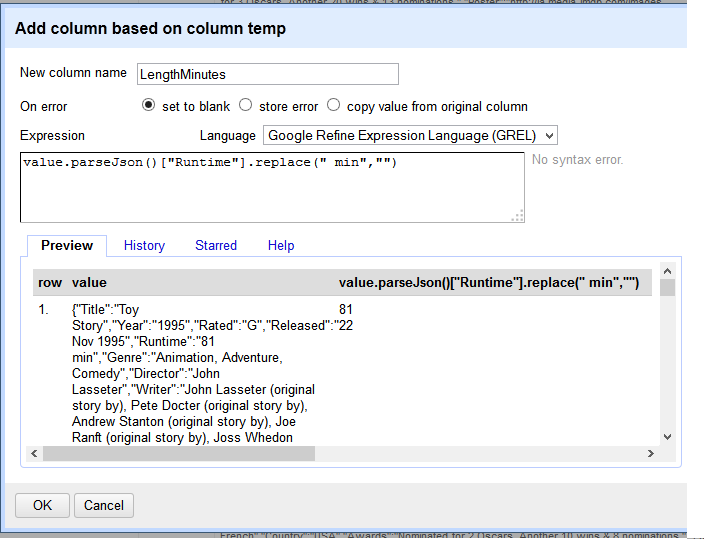 for 3 Oscars. Another 20 wins & 13 nominations.","Poster":"http://ia.media-imdb.com/images
Add column based on column temp
New column name LengthMinutes
On error set to blank store error copy value from original column
Expression Language Google Refine Expression Language (GREL)
value.parseJson()["Runtime"].replace(" min","") No syntax error.
Preview History Starred Help
row value value.parseJson()["Runtime"].replace(" min","")
1. {"Title":"Toy 81
Story","Year":"1995","Rated":"G","Released":"22
Nov 1995","Runtime":"81
min","Genre":"Animation, Adventure,
Comedy","Director":"John
Lasseter","Writer":"John Lasseter (original
story by), Pete Docter (original story by),
Andrew Stanton (original story by), Joe
Ranft (original story by), Joss Whedon
OK Cancel
French","Country":"USA","Awards":"Nominated for 2 Oscars. Another 10 wins & 8 nominations.",